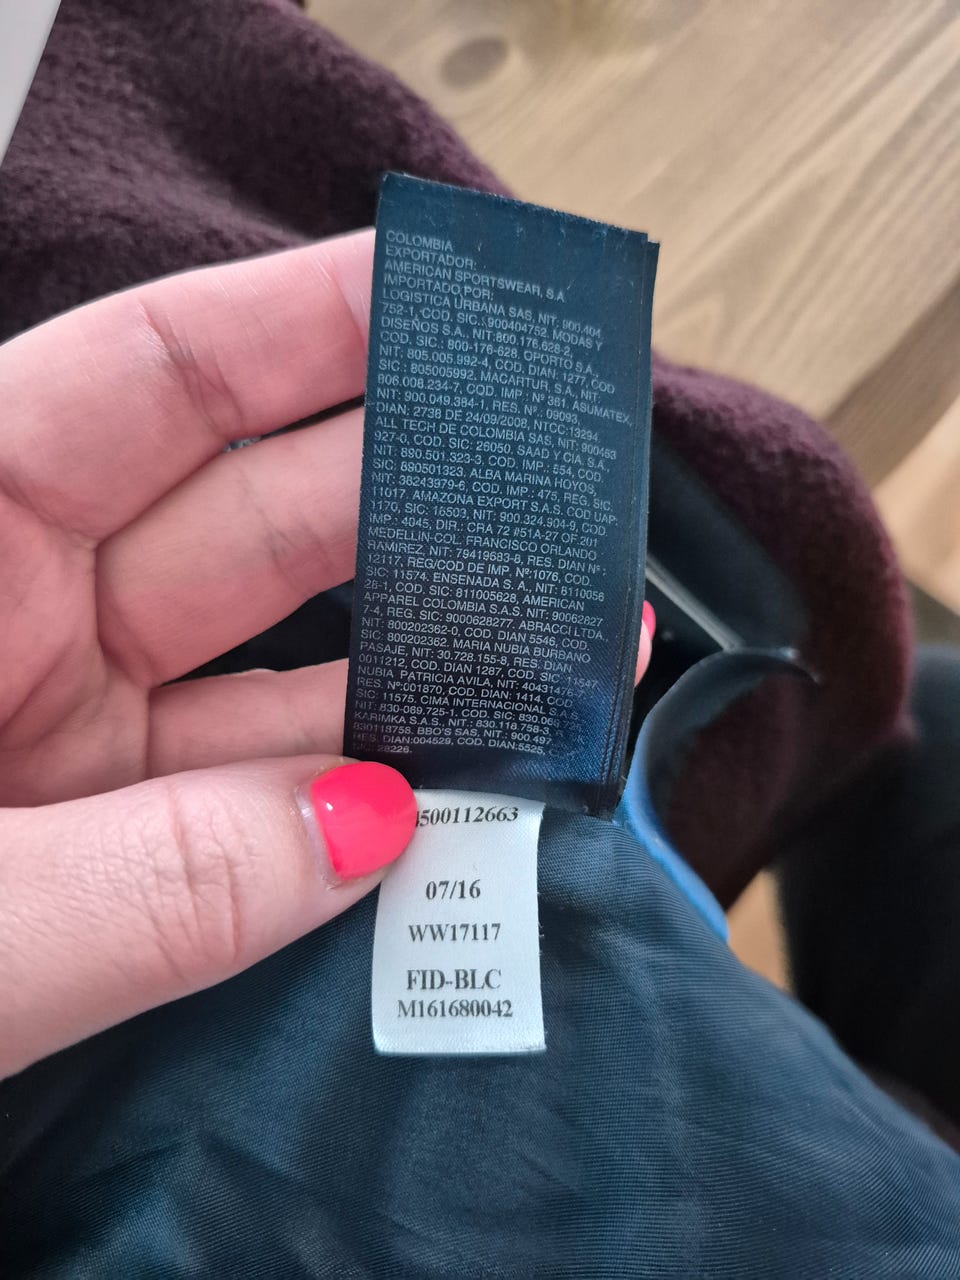 COLOMBIA
EXPORTADOR:
AMERICAN SPORTSWEAR, S.A
IMPORTADO POR:
LOGISTICA URBANA SAS, NIT: 900.404
752-1, COD. SIC.:900404752. MODAS Y
DISEÑOS S.A., NIT:800.176.628-2,
COD. SIC.: 800-176-628. OPORTO S.A.,
NIT: 805.005.992-4, COD. DIAN: 1277, COD
SIC.: 805005992. MACARTUR, S.A., NIT:
806.008.234-7, COD. IMP : Nº 361. ASUMATEX,
NIT: 900.049.384-1, RES. Nº.: 09093,
DIAN: 2738 DE 24/09/2008, NTCC:13294
ALL TECH DE COLOMBIA SAS, NIT: 900463
927-0, COD. SIC: 26050. SAAD Y CIA, S.A.,
NIT: 890.501.323-3, COD. IMP.: 554, COD.
SIC: 890501323. ALBA MARINA HOYOS,
NIT: 38243979-6, COD. IMP.: 475, REG. SIC.
11017. AMAZONA EXPORT S.A.S. COD UAP:
1170, SIC: 16503, NIT: 900.324.904-9, COD.
IMP.: 4045, DIR.: CRA 72 #51A-27 OF.201
MEDELLIN-COL. FRANCISCO ORLANDO
RAMIREZ, NIT: 79419683-8, RES. DIAN Nº :
12117, REG/COD DE IMP. Nº:1076, COD.
SIC: 11574. ENSENADA S.A., NIT: 8110056
28-1, COD. SIC: 811005628, AMERICAN
APPAREL COLOMBIA S.A.S. NIT: 90062827
7-4, REG. SIC: 9000628277. ABRACCI LTDA.,
NIT: 800202362-0, COD. DIAN 5546, COD.
SIC: 800202362. MARIA NUBIA BURBANO
PASAJE, NIT: 30.728.155-8, RES. DIAN
0011212, COD. DIAN 1287, COD. SIC: 11547
NUBIA PATRICIA AVILA, NIT: 40431476-7
RES. Nº:001870, COD. DIAN: 1414, COD.
SIC: 11575. CIMA INTERNACIONAL S.A.S.
NIT: 830-069.725-1, COD. SIC:
KARIMKA S.A.S., NIT.: 830.118.758-3,
830118758. BBO'S SAS, NIT: 900.497
RES. DIAN:004529, COD. DIAN:5525,
SIC: 28226.
4500112663
07/16
WW17117
FID-BLC
M161680042